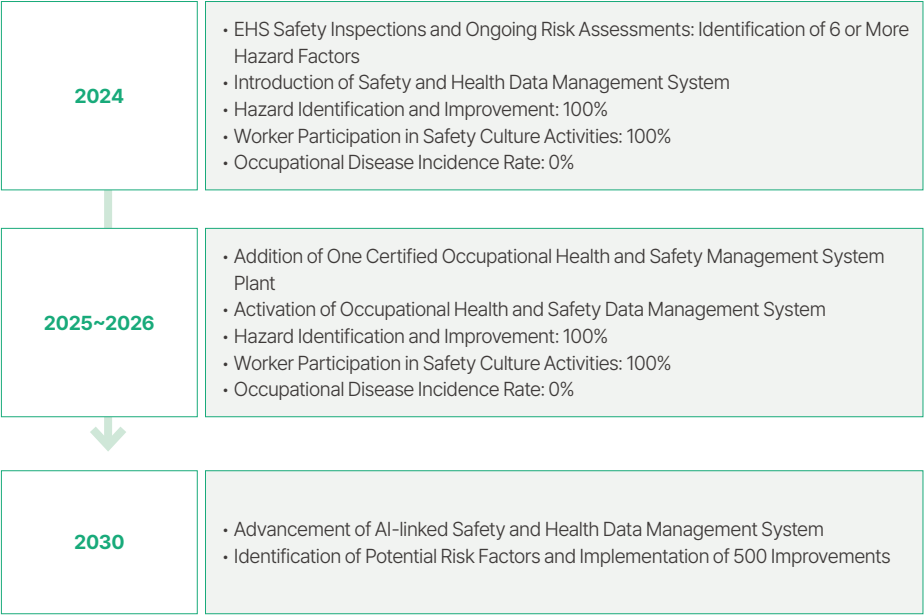 2024
• EHS Safety Inspections and Ongoing Risk Assessments: Identification of 6 or More
Hazard Factors
• Introduction of Safety and Health Data Management System
• Hazard Identification and Improvement: 100%
• Worker Participation in Safety Culture Activities: 100%
• Occupational Disease Incidence Rate: 0%
2025~2026
• Addition of One Certified Occupational Health and Safety Management System
Plant
• Activation of Occupational Health and Safety Data Management System
• Hazard Identification and Improvement: 100%
• Worker Participation in Safety Culture Activities: 100%
• Occupational Disease Incidence Rate: 0%
2030
• Advancement of AI-linked Safety and Health Data Management System
• Identification of Potential Risk Factors and Implementation of 500 Improvements